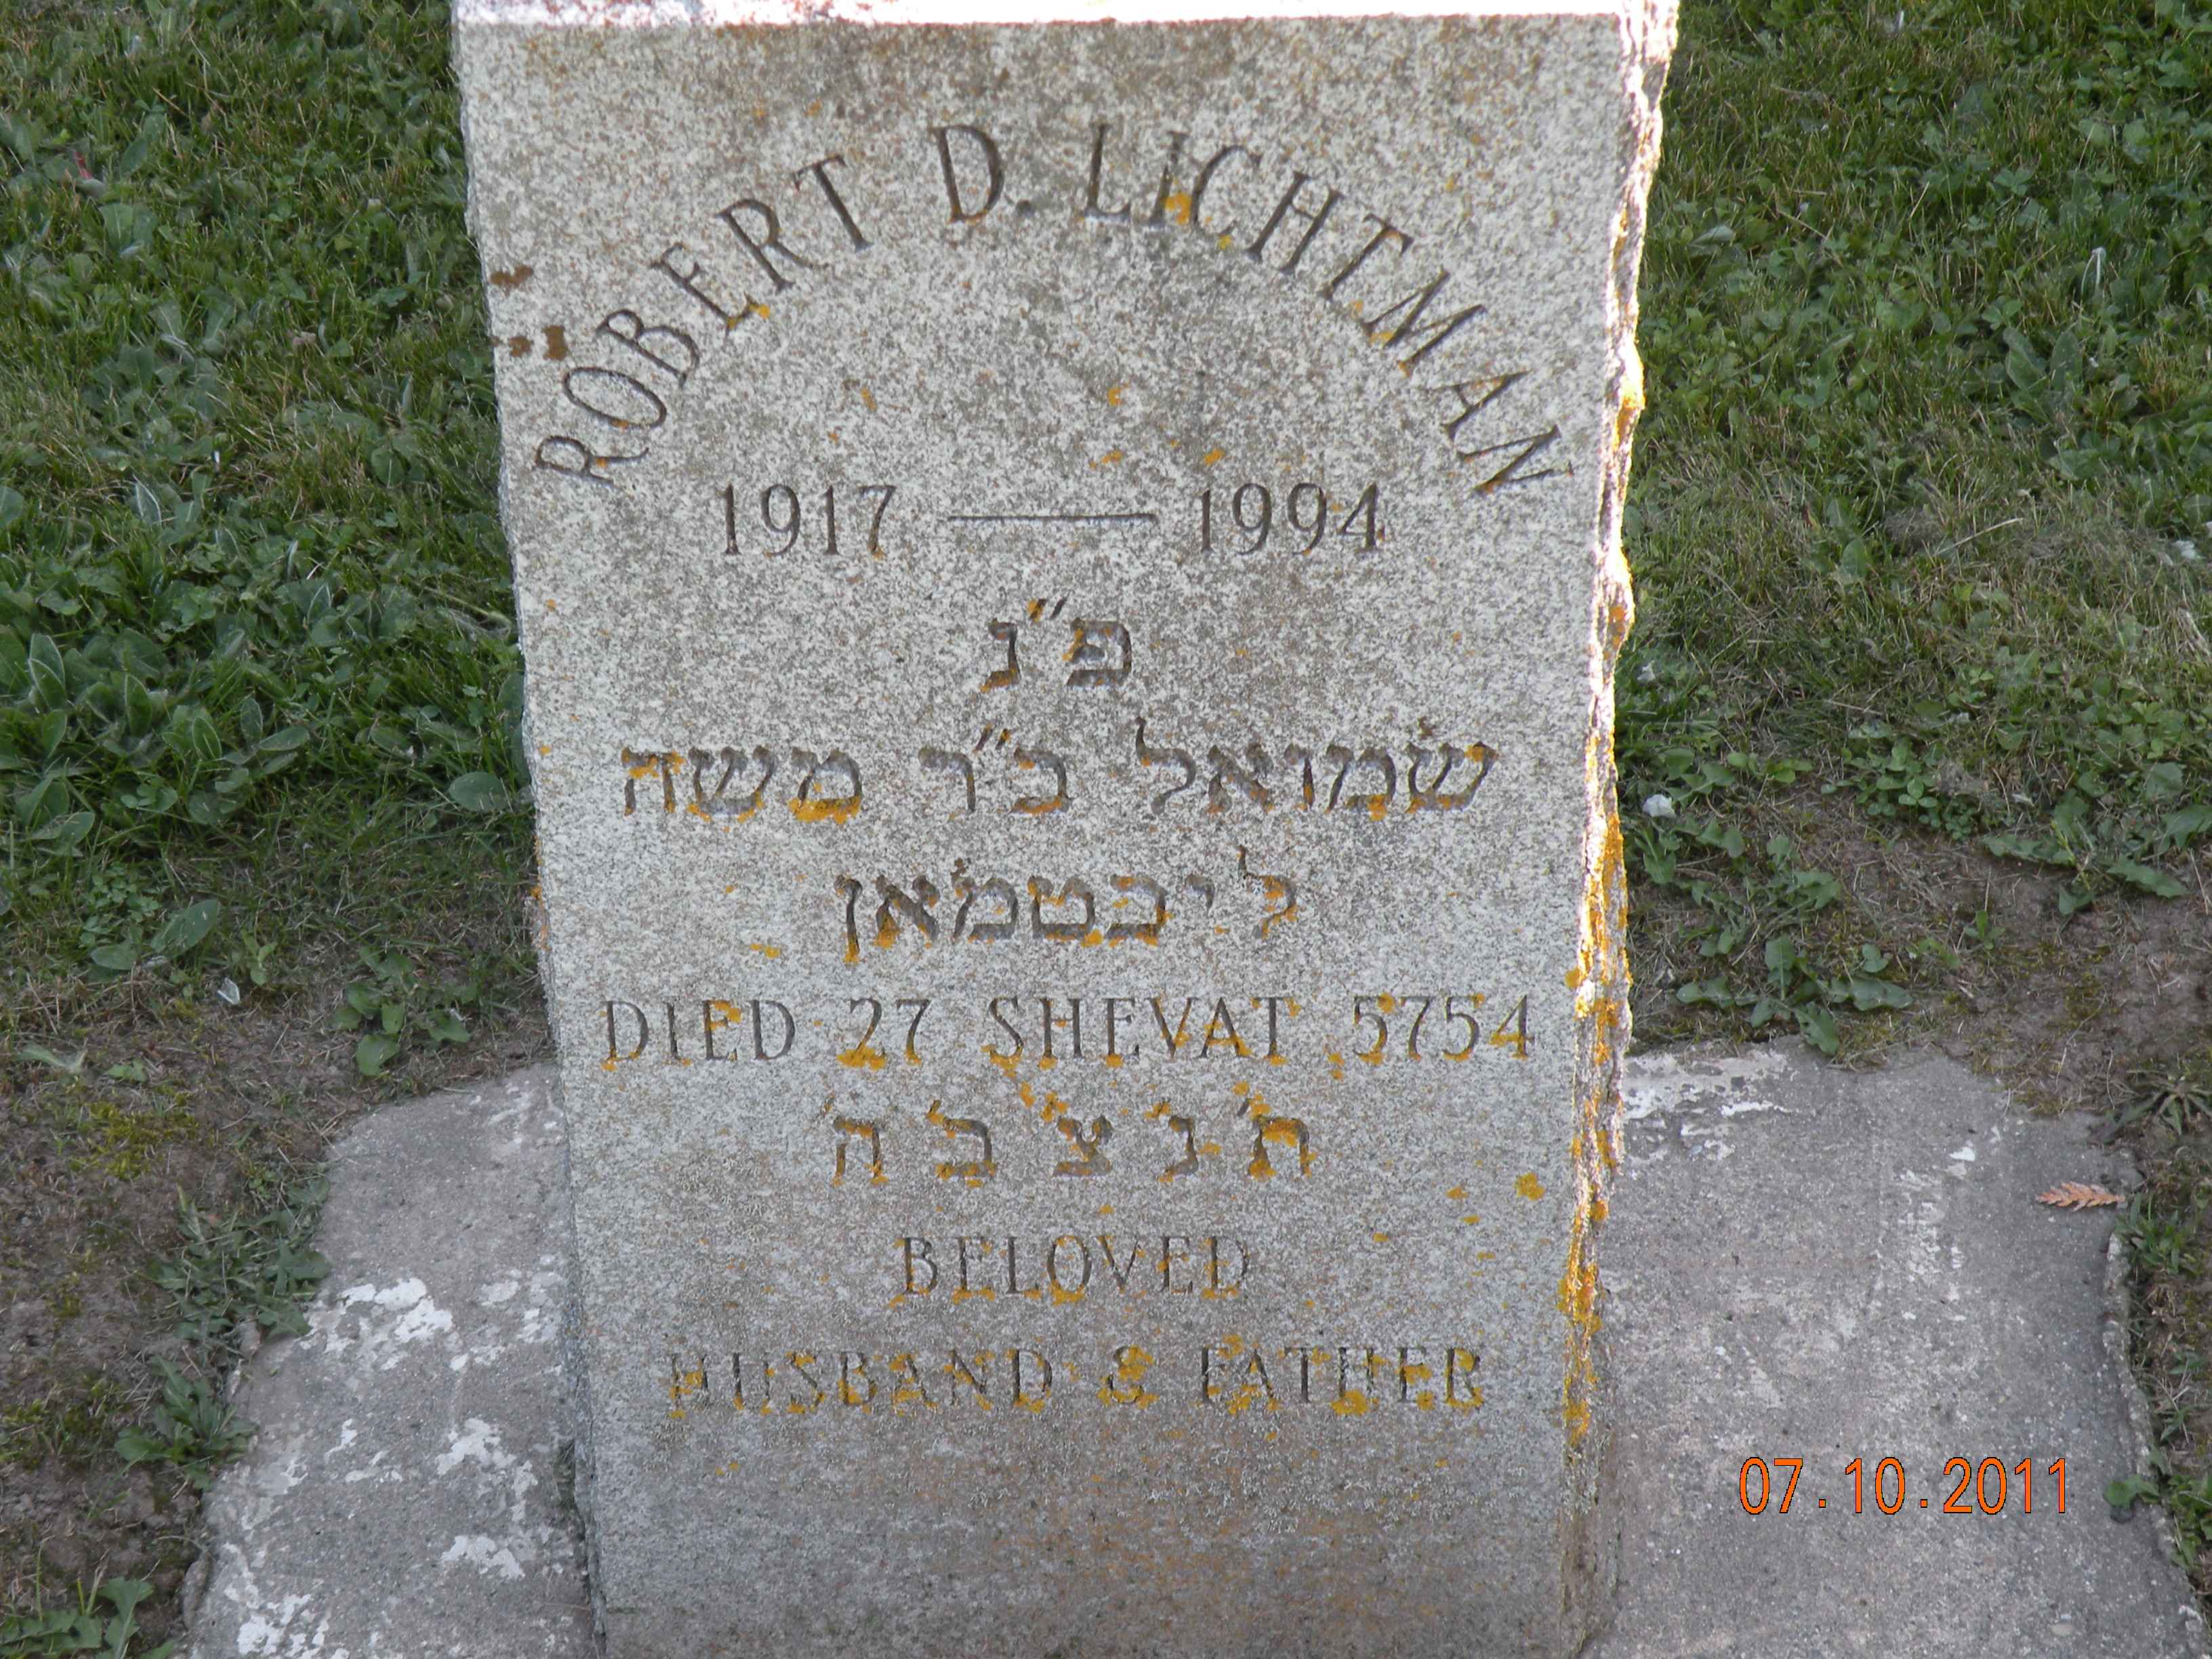 ROBERT D. LICHTMAN
1917 — 1994
פ״נ
שמואל ב״ר משה
ליכטמאן
DIED 27 SHEVAT 5754
ת׳נ׳צ׳ב׳ה׳
BELOVED
HUSBAND & FATHER
07.10.2011